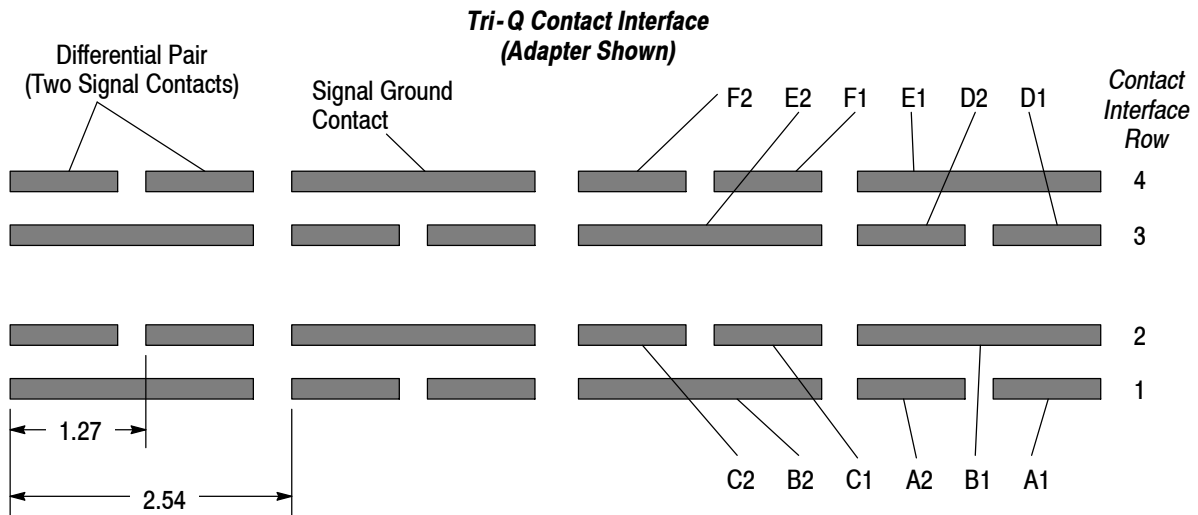 Tri-Q Contact Interface
(Adapter Shown)
Differential Pair
(Two Signal Contacts)
Signal Ground
Contact
F2 E2 F1 E1 D2 D1
Contact
Interface
Row
4
3
2
1
1.27
2.54
C2 B2 C1 A2 B1 A1